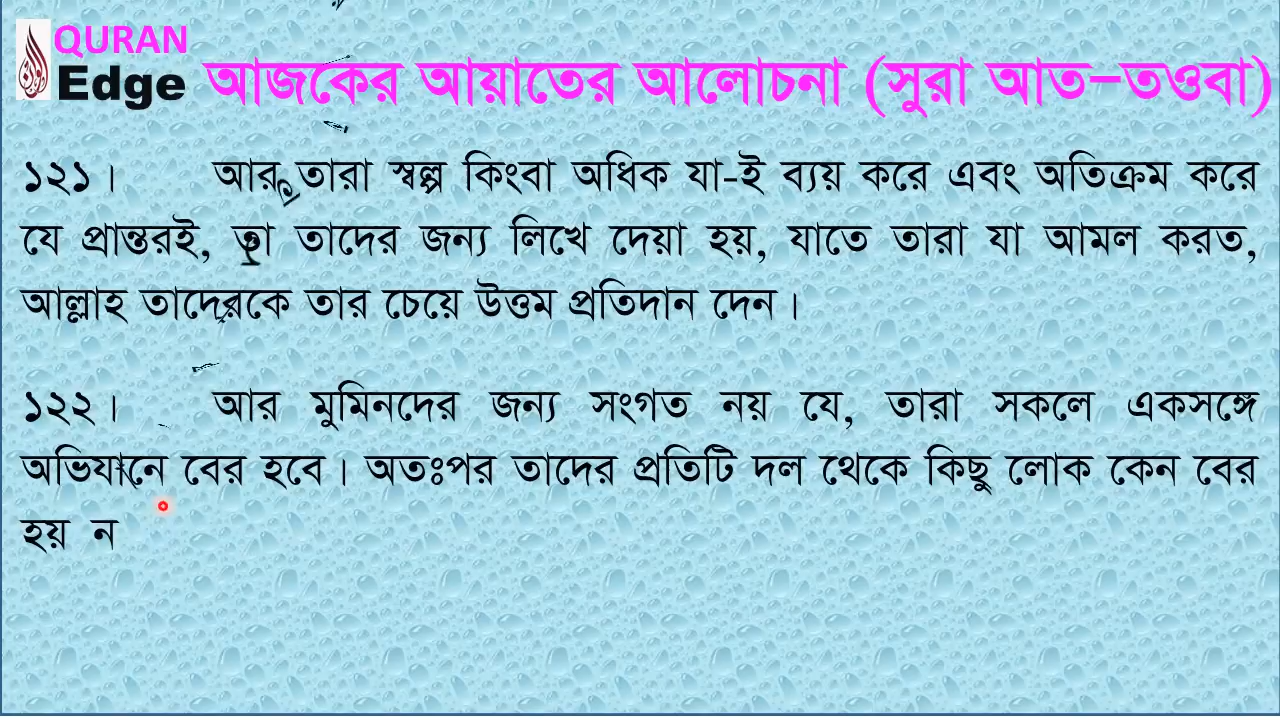 QURAN
Edge
আজকের আয়াতের আলোচনা (সুরা আত–তওবা)
১২১। আর তারা স্বল্প কিংবা অধিক যা-ই ব্যয় করে এবং অতিক্রম করে
যে প্রান্তরই, তা তাদের জন্য লিখে দেয়া হয়, যাতে তারা যা আমল করত,
আল্লাহ তাদেরকে তার চেয়ে উত্তম প্রতিদান দেন।
১২২। আর মুমিনদের জন্য সংগত নয় যে, তারা সকলে একসঙ্গে
অভিযানে বের হবে। অতঃপর তাদের প্রতিটি দল থেকে কিছু লোক কেন বের
হয় ন